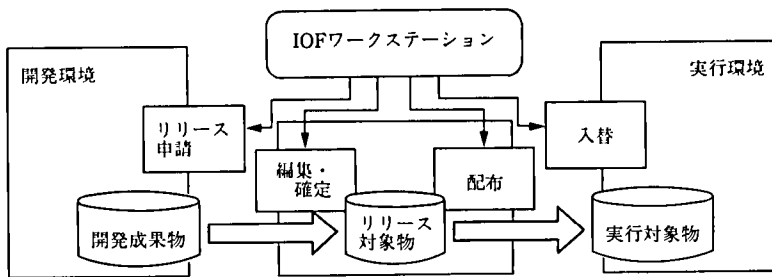 IOFワークステーション
開発環境
実行環境
リリース
申請
入替
編集・
確定
配布
開発成果物
リリース
対象物
実行対象物